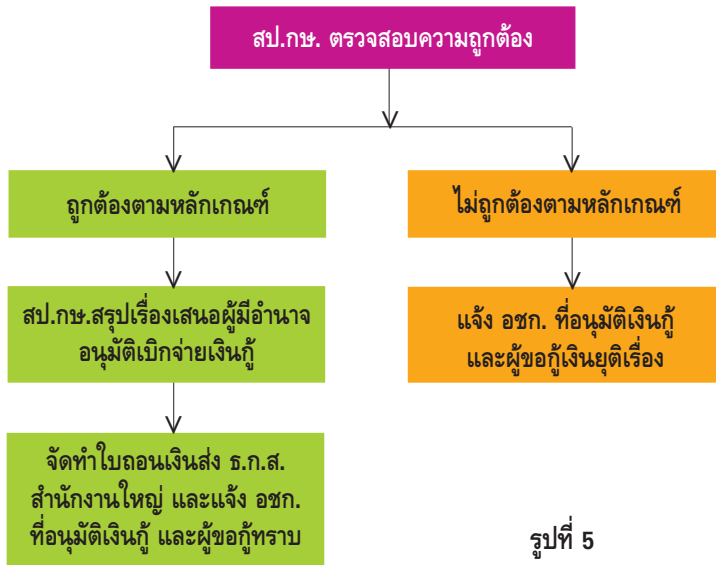 สป.กษ. ตรวจสอบความถูกต้อง
ถูกต้องตามหลักเกณฑ์
ไม่ถูกต้องตามหลักเกณฑ์
สป.กษ.สรุปเรื่องเสนอผู้มีอำนาจ
อนุมัติเบิกจ่ายเงินกู้
แจ้ง อชก. ที่อนุมัติเงินกู้
และผู้ขอกู้เงินยุติเรื่อง
จัดทำใบถอนเงินส่ง ธ.ก.ส.
สำนักงานใหญ่ และแจ้ง อชก.
ที่อนุมัติเงินกู้ และผู้ขอกู้ทราบ
รูปที่ 5